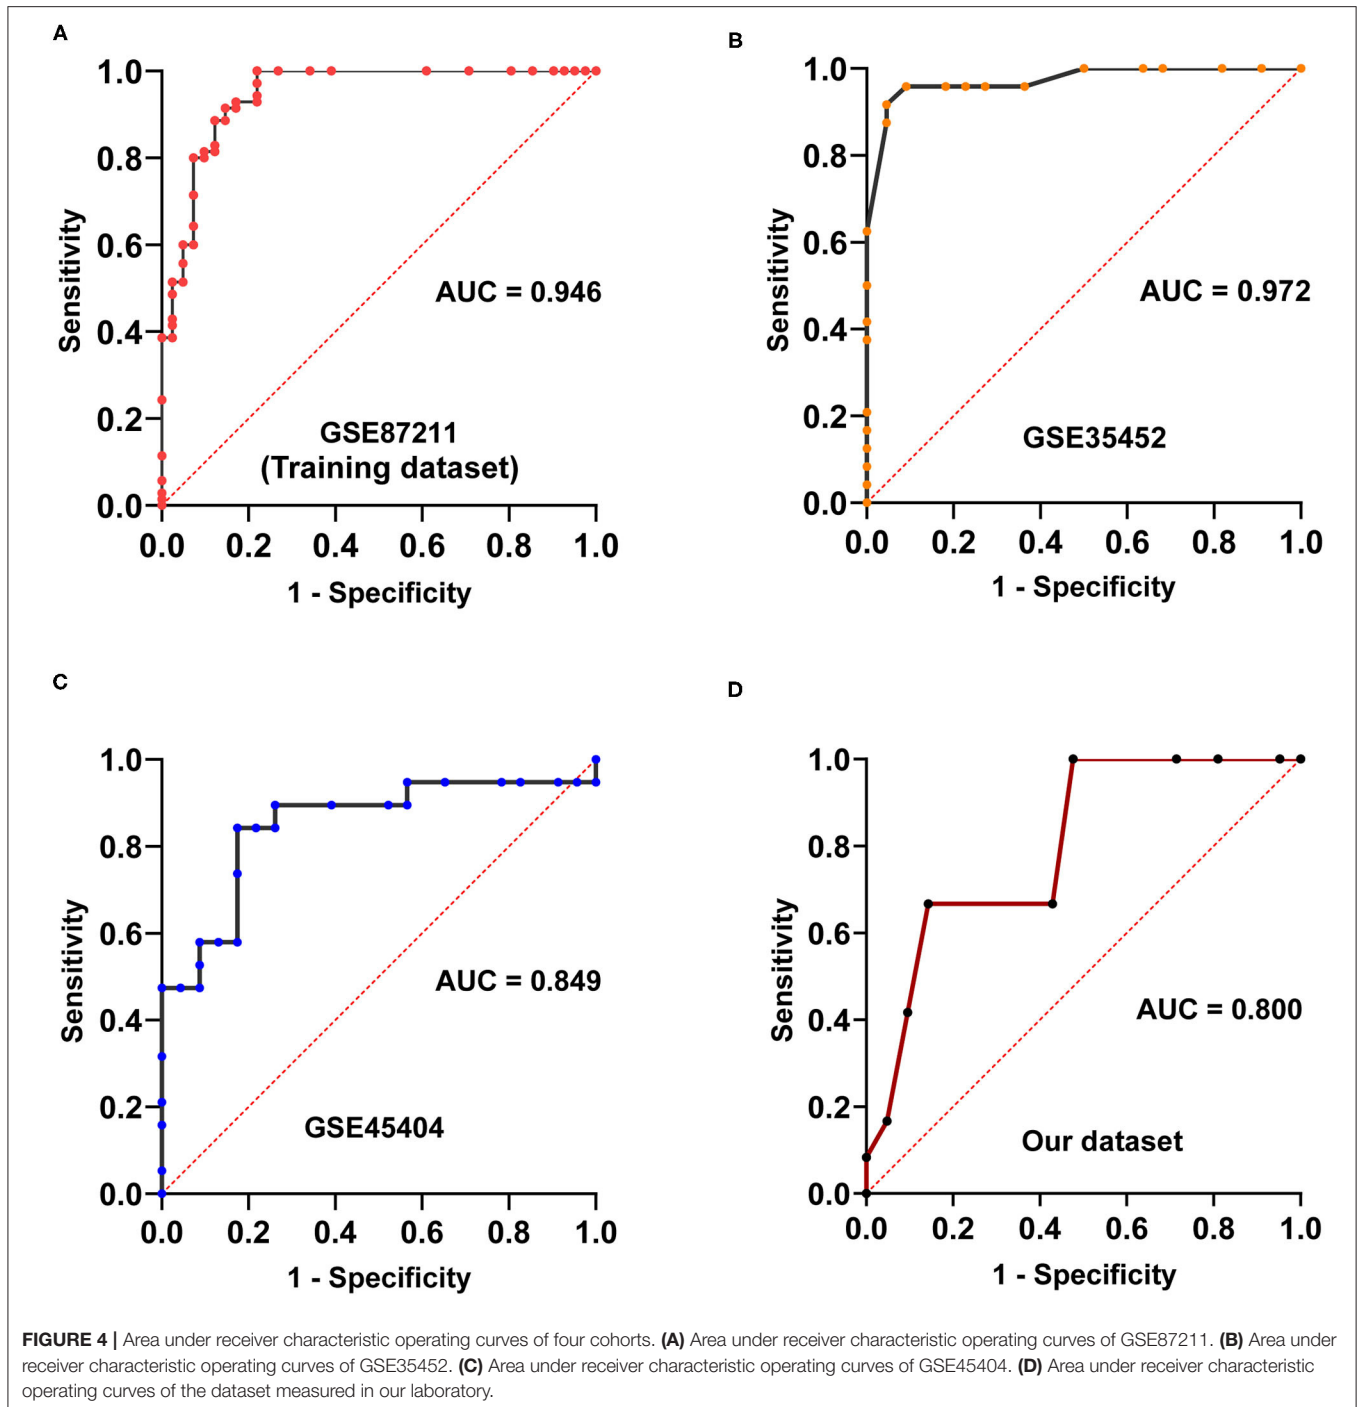 A
1.0
0.8
0.6
0.4
0.2
0.0
Sensitivity
AUC = 0.946
GSE87211
(Training dataset)
0.0 0.2 0.4 0.6 0.8 1.0
1 - Specificity
B
1.0
0.8
0.6
0.4
0.2
0.0
Sensitivity
AUC = 0.972
GSE35452
0.0 0.2 0.4 0.6 0.8 1.0
1 - Specificity
C
1.0
0.8
0.6
0.4
0.2
0.0
Sensitivity
AUC = 0.849
GSE45404
0.0 0.2 0.4 0.6 0.8 1.0
1 - Specificity
D
1.0
0.8
0.6
0.4
0.2
0.0
Sensitivity
AUC = 0.800
Our dataset
0.0 0.2 0.4 0.6 0.8 1.0
1 - Specificity
FIGURE 4 | Area under receiver characteristic operating curves of four cohorts. (A) Area under receiver characteristic operating curves of GSE87211. (B) Area under
receiver characteristic operating curves of GSE35452. (C) Area under receiver characteristic operating curves of GSE45404. (D) Area under receiver characteristic
operating curves of the dataset measured in our laboratory.